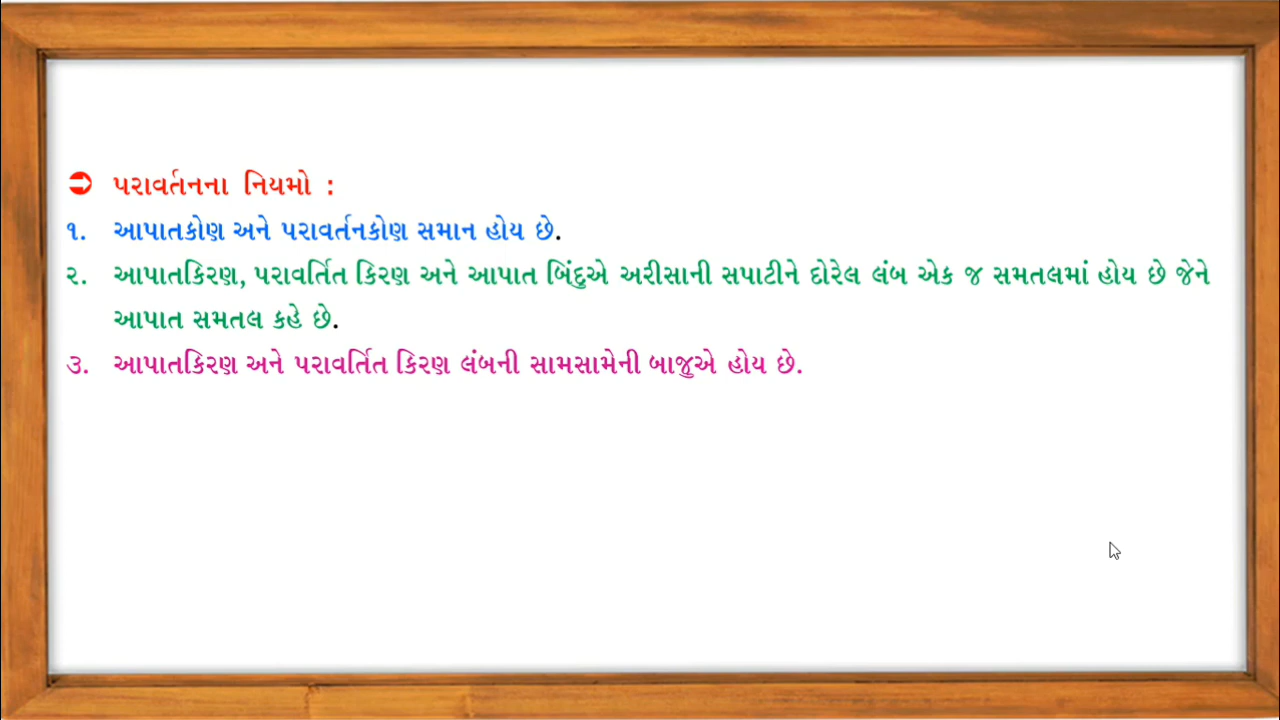 ➲ પરાવર્તનના નિયમો :
૧. આપાતકોણ અને પરાવર્તનકોણ સમાન હોય છે.
૨. આપાતકિરણ, પરાવર્તિત કિરણ અને આપાત બિંદુએ અરીસાની સપાટીને દોરેલ લંબ એક જ સમતલમાં હોય છે જેને
આપાત સમતલ કહે છે.
૩. આપાતકિરણ અને પરાવર્તિત કિરણ લંબની સામસામેની બાજુએ હોય છે.